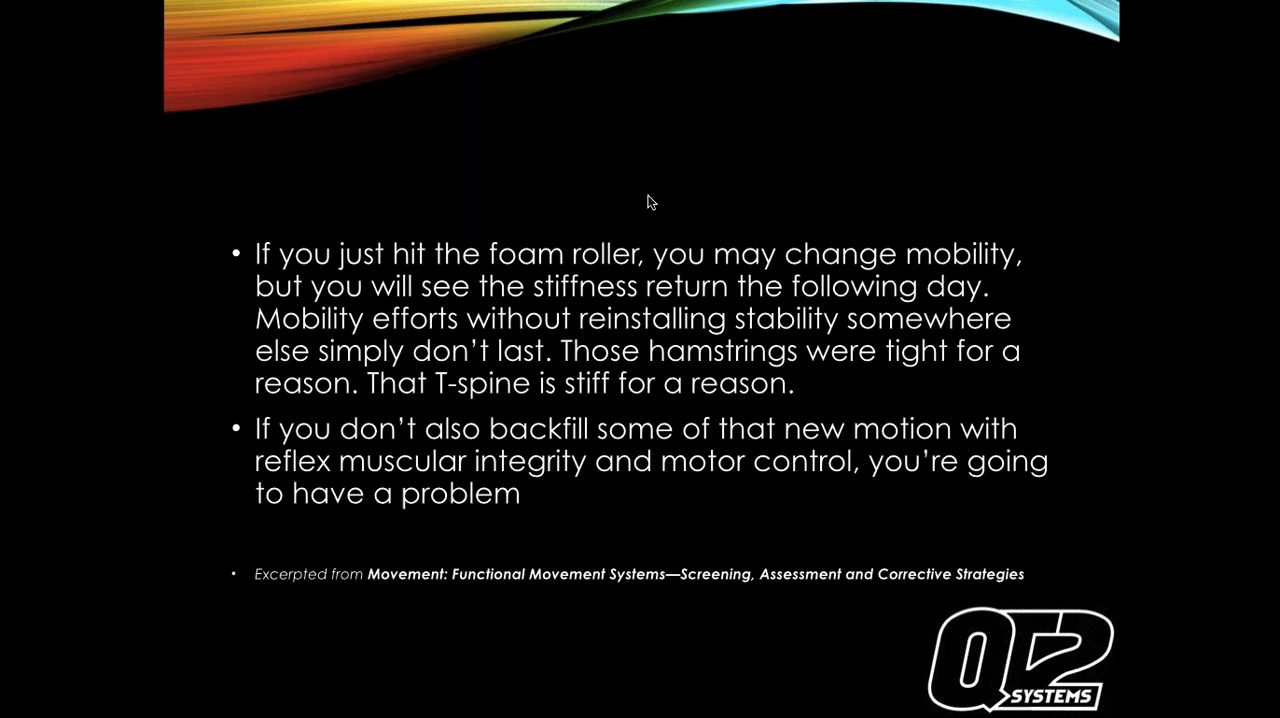 • If you just hit the foam roller, you may change mobility,
but you will see the stiffness return the following day.
Mobility efforts without reinstalling stability somewhere
else simply don’t last. Those hamstrings were tight for a
reason. That T-spine is stiff for a reason.
• If you don’t also backfill some of that new motion with
reflex muscular integrity and motor control, you’re going
to have a problem
• Excerpted from Movement: Functional Movement Systems—Screening, Assessment and Corrective Strategies
QT2
SYSTEMS